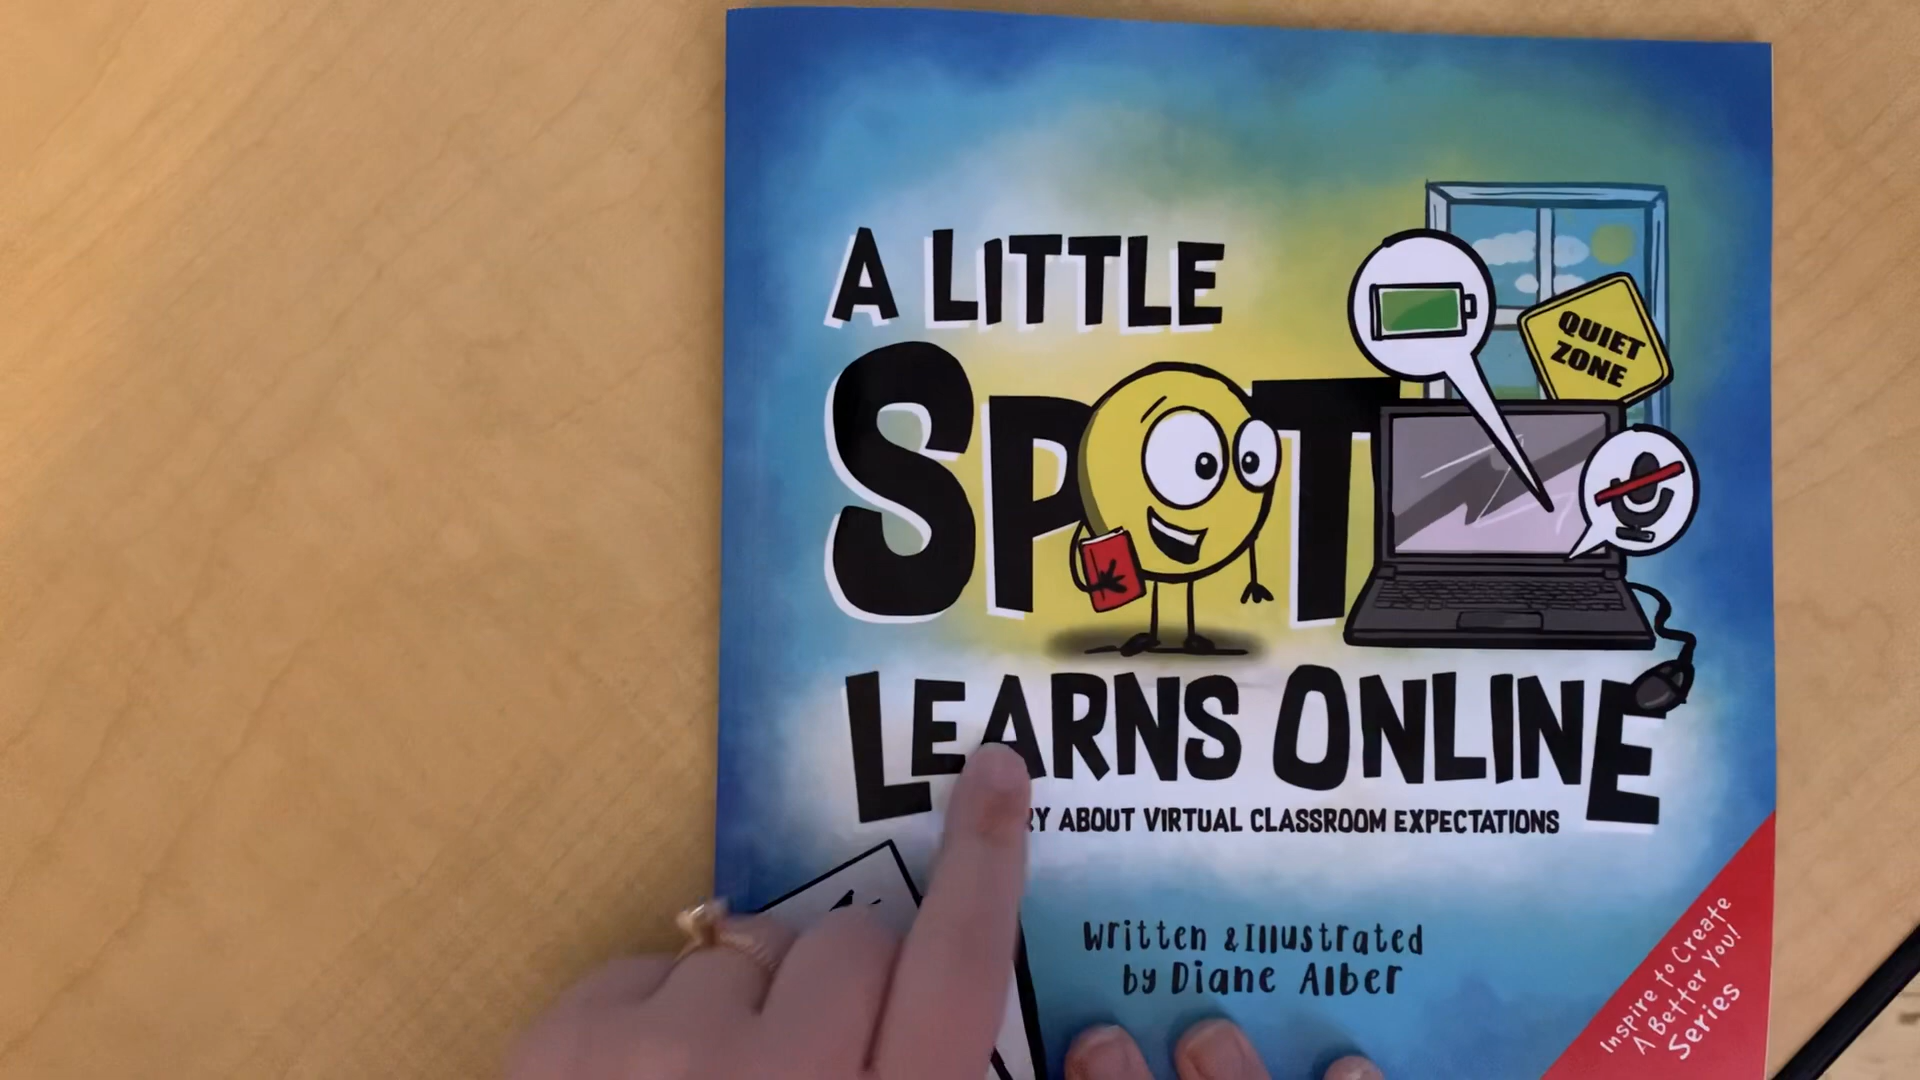 A LITTLE
SPOT
LEARNS ONLINE
ABOUT VIRTUAL CLASSROOM EXPECTATIONS
QUIET
ZONE
Written & Illustrated
by Diane Alber
Inspire to Create
A Better You!
Series